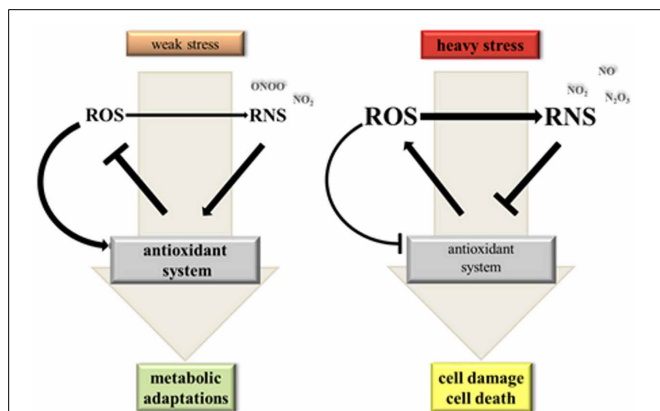 weak stress
ONOO⁻
NO₂
ROS
RNS
antioxidant
system
metabolic
adaptations
heavy stress
NO
NO₂
N₂O₃
ROS
RNS
antioxidant
system
cell damage
cell death